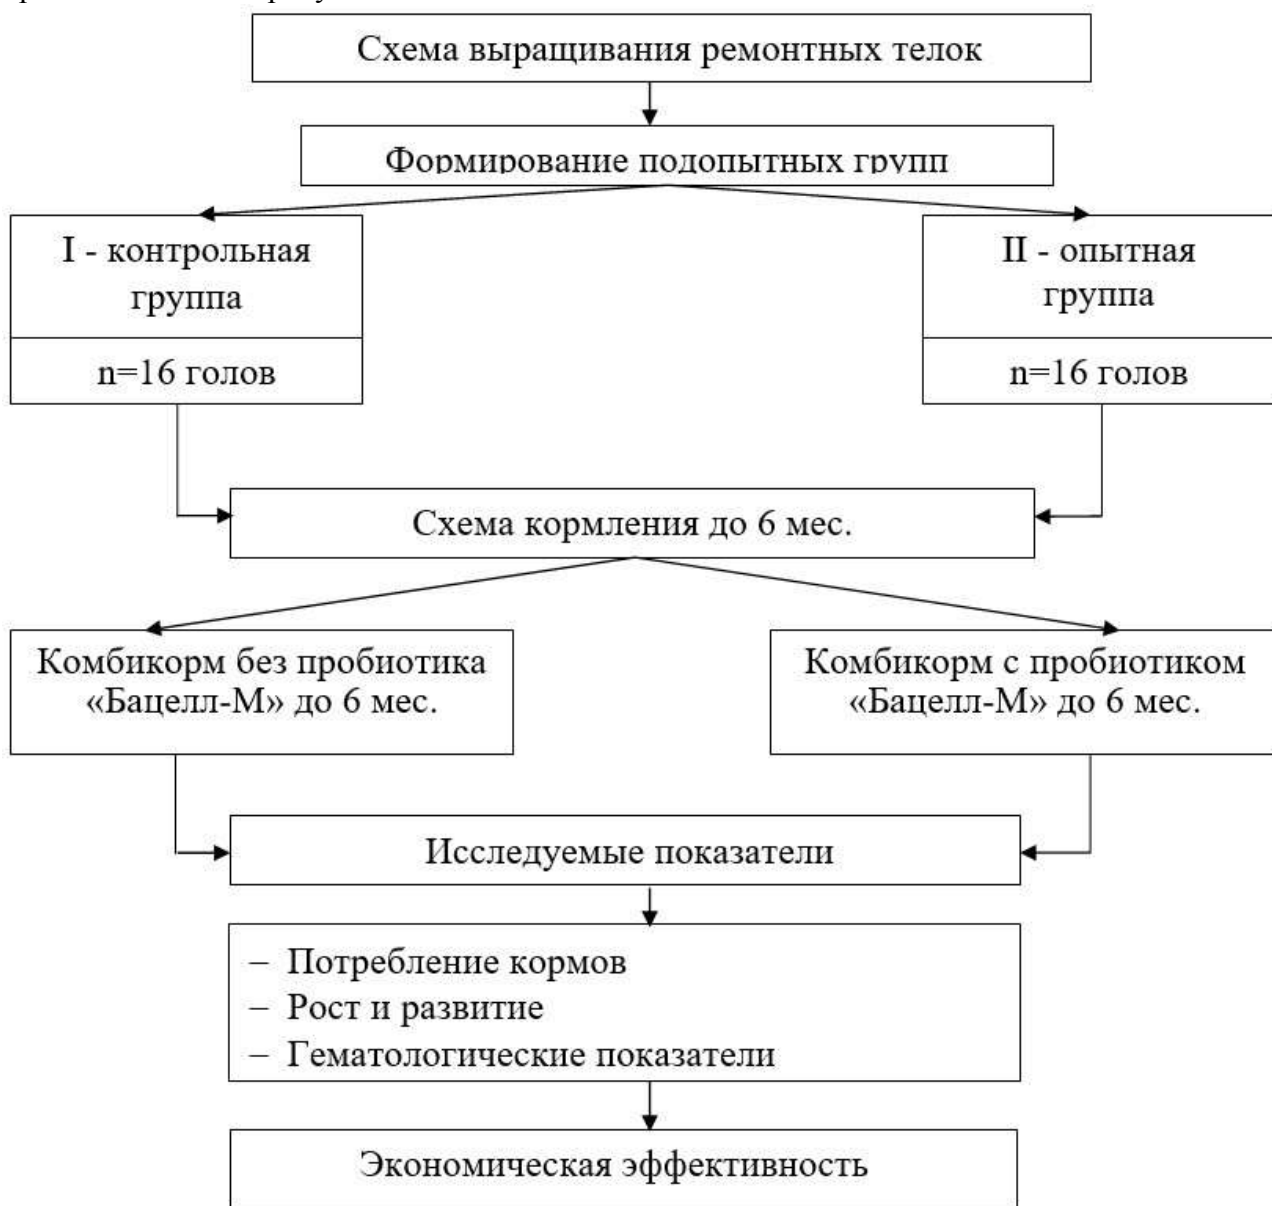 Схема выращивания ремонтных телок
Формирование подопытных групп
I - контрольная
группа
n=16 голов
II - опытная
группа
n=16 голов
Схема кормления до 6 мес.
Комбикорм без пробиотика
«Бацелл-М» до 6 мес.
Комбикорм с пробиотиком
«Бацелл-М» до 6 мес.
Исследуемые показатели
– Потребление кормов
– Рост и развитие
– Гематологические показатели
Экономическая эффективность